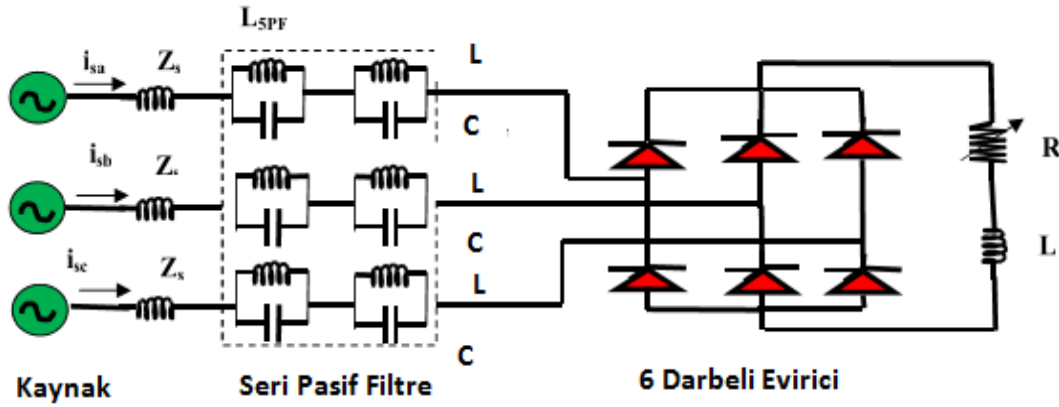 L5PF
L
isa
Zs
C
R
isb
Zs
L
L
C
isc
Zs
L
C
Kaynak
Seri Pasif Filtre
6 Darbeli Evirici